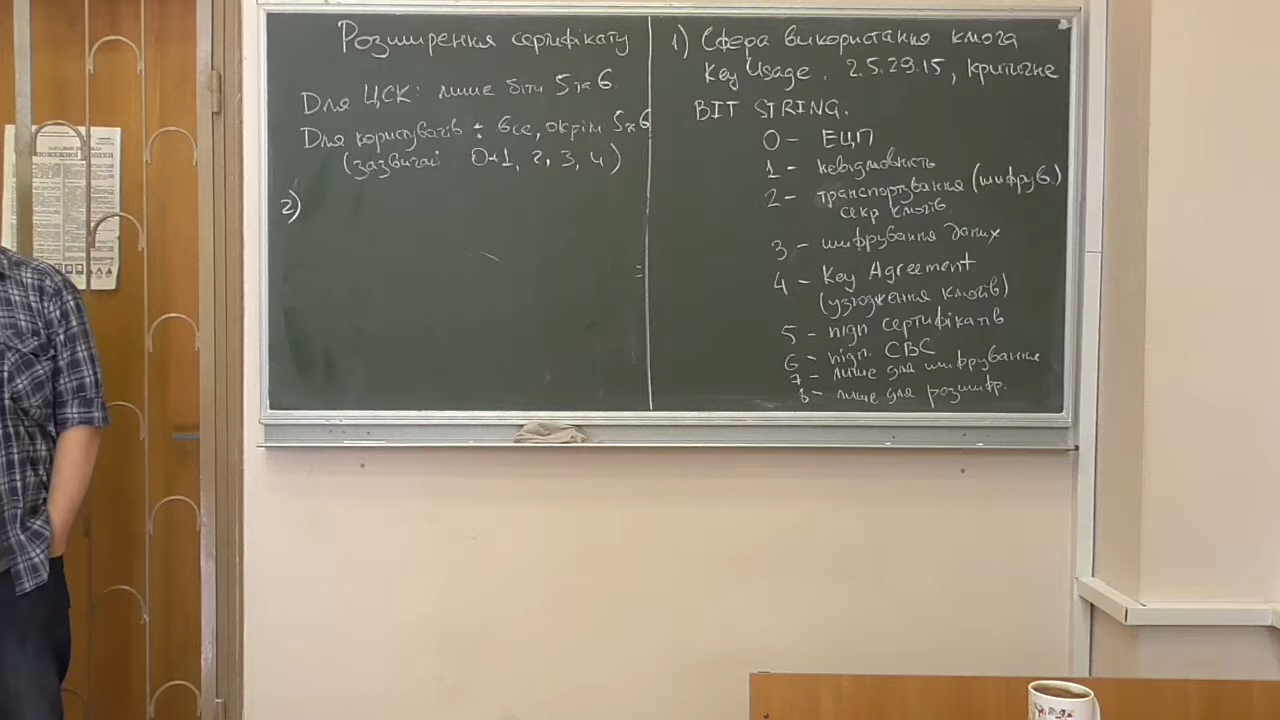 Розширення сертифікату
Для ЦСК: лише біти 5 та 6
Для користувачів : все, окрім 5 та 6
(зазвичай 0+1, 2, 3, 4)
2)
1) Сфера використання ключа
Key Usage. 2.5.29.15, критичне
BIT STRING.
0 - ЕЦП
1 - невідмовність
2 - транспортування (шифрув.)
секр ключів.
3 - шифрування даних
4 - Key Agreement
(узгодження ключів)
5 - підп сертифікатів
6 - підп. СВС
7 - лише для шифрування
8 - лише для розшифр.